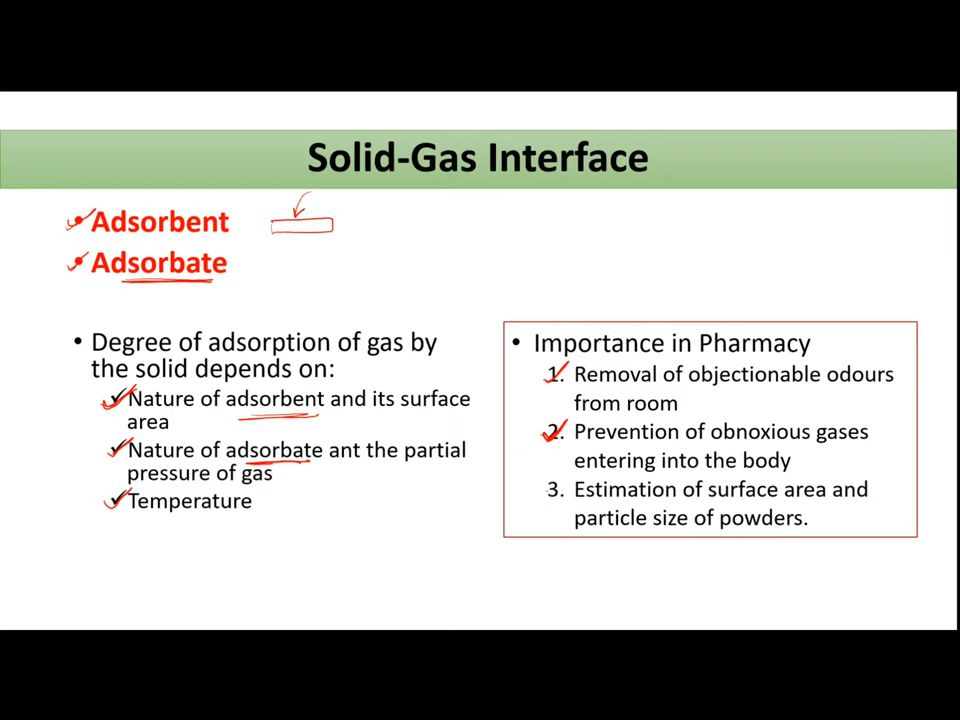 Solid-Gas Interface
• Adsorbent
• Adsorbate
• Degree of adsorption of gas by
the solid depends on:
✓ Nature of adsorbent and its surface
area
✓ Nature of adsorbate ant the partial
pressure of gas
✓ Temperature
• Importance in Pharmacy
1. Removal of objectionable odours
from room
2. Prevention of obnoxious gases
entering into the body
3. Estimation of surface area and
particle size of powders.